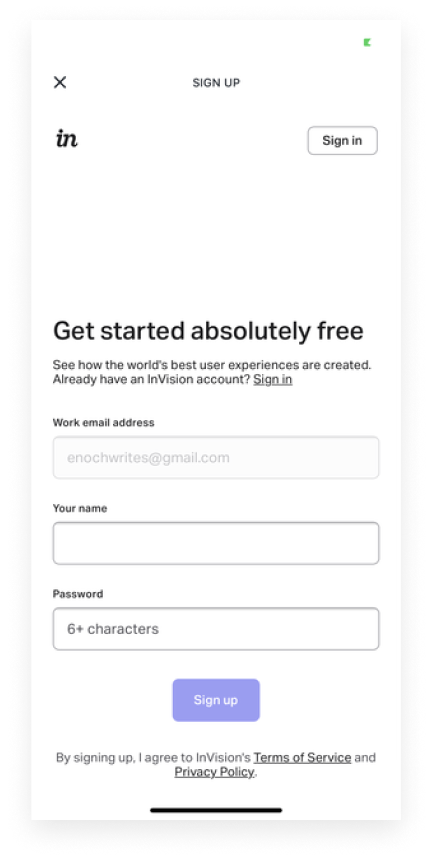 SIGN UP
in
Sign in
Get started absolutely free
See how the world's best user experiences are created.
Already have an InVision account? Sign in
Work email address
enochwrites@gmail.com
Your name
Password
6+ characters
Sign up
By signing up, I agree to InVision's Terms of Service and
Privacy Policy.